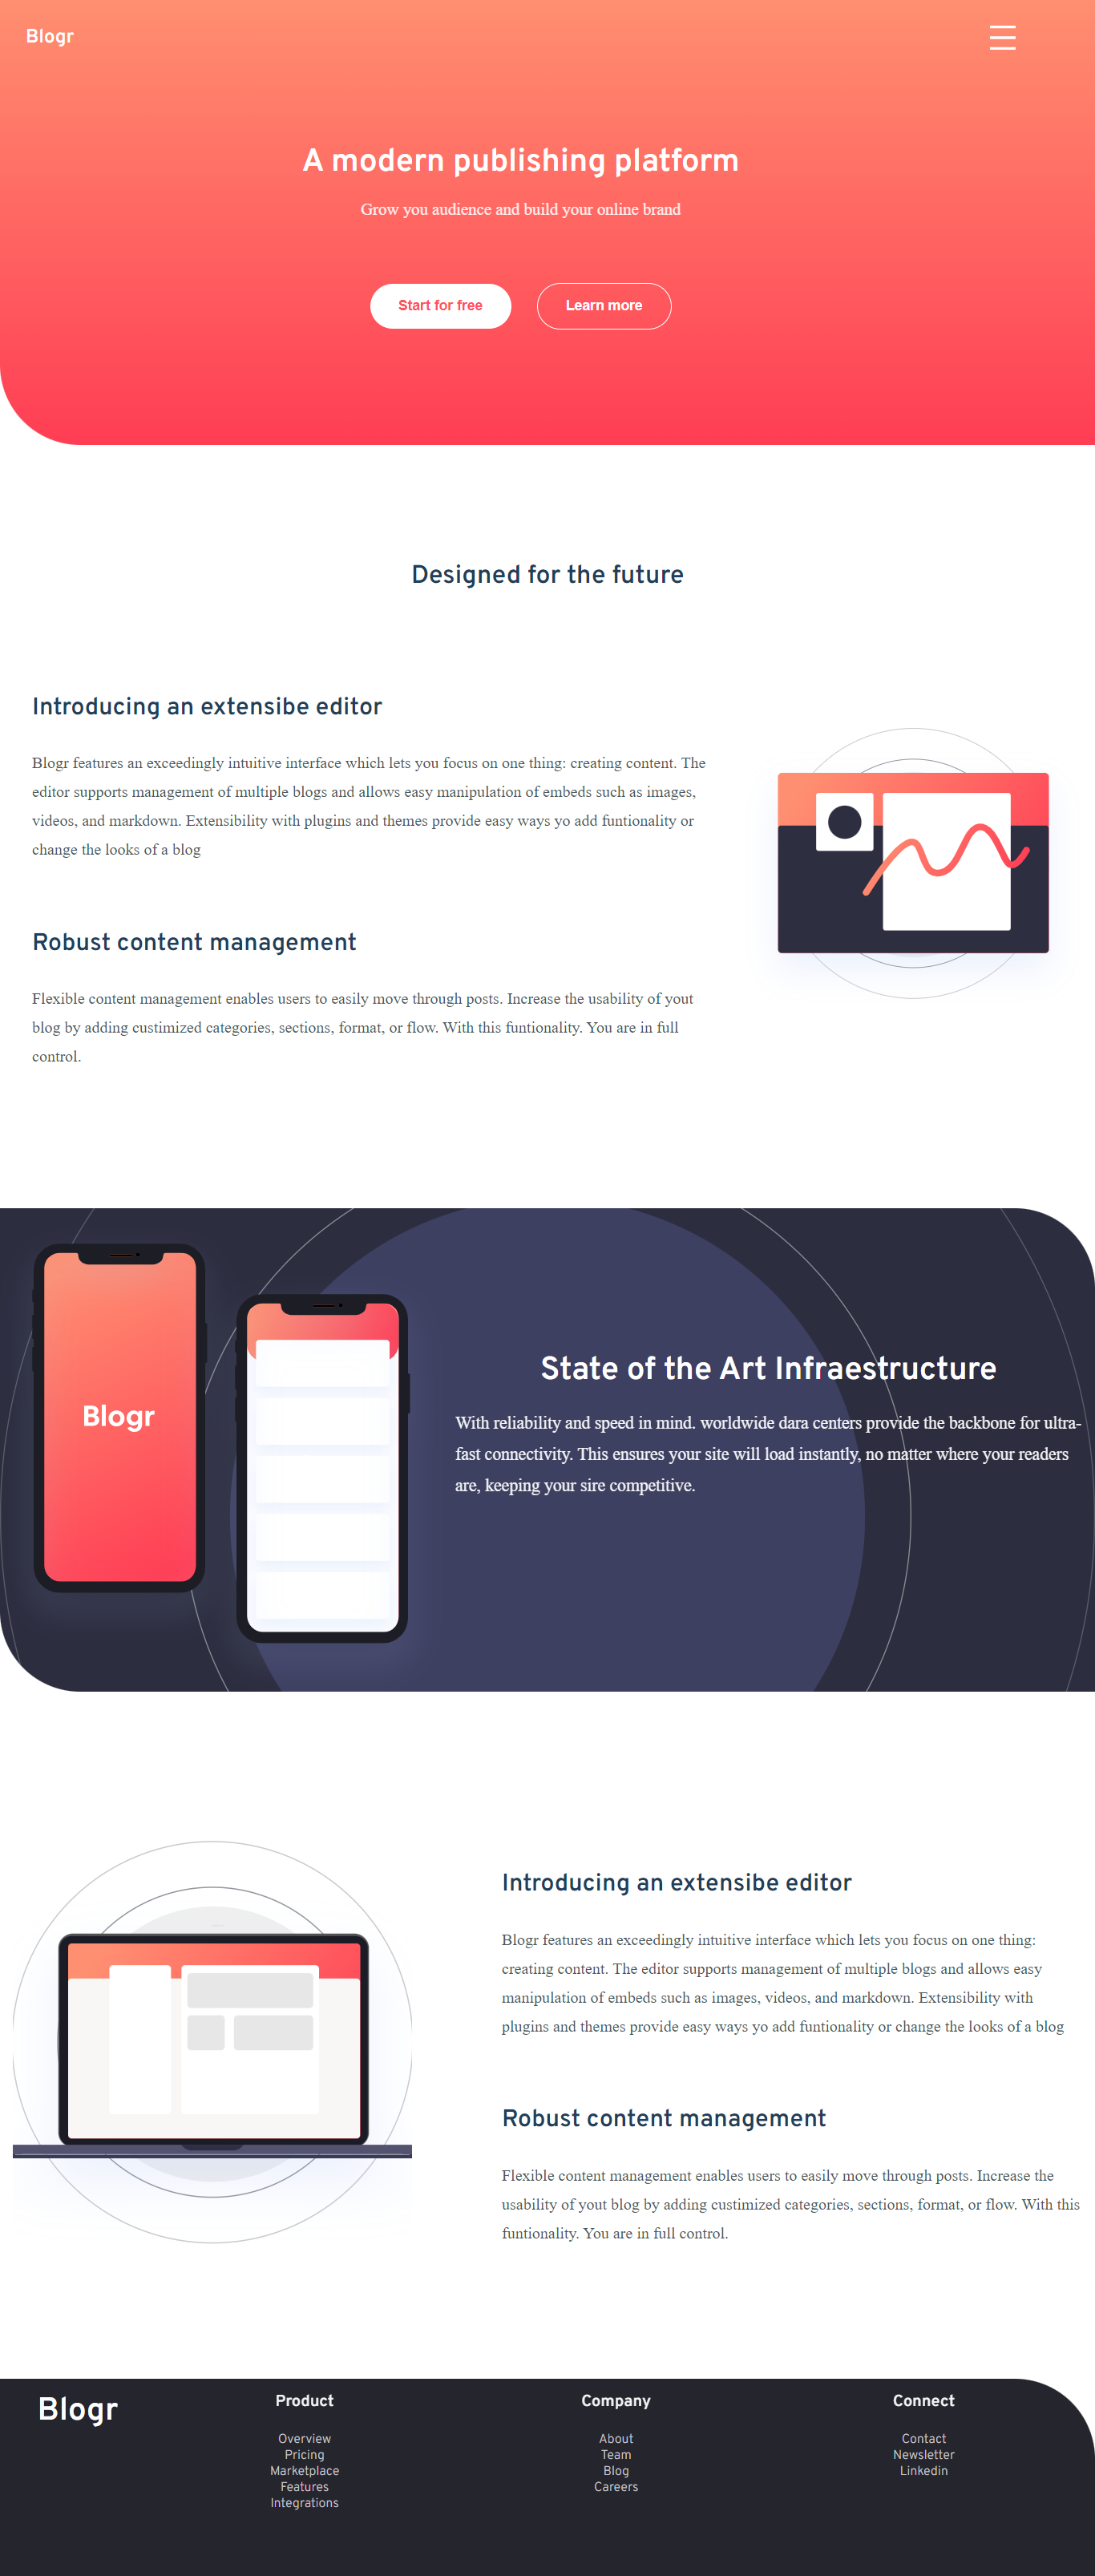 Blogr
A modern publishing platform
Grow you audience and build your online brand
Start for free
Learn more
Designed for the future
Introducing an extensibe editor
Blogr features an exceedingly intuitive interface which lets you focus on one thing: creating content. The
editor supports management of multiple blogs and allows easy manipulation of embeds such as images,
videos, and markdown. Extensibility with plugins and themes provide easy ways yo add funtionality or
change the looks of a blog
Robust content management
Flexible content management enables users to easily move through posts. Increase the usability of yout
blog by adding custimized categories, sections, format, or flow. With this funtionality. You are in full
control.
Blogr
State of the Art Infraestructure
With reliability and speed in mind. worldwide dara centers provide the backbone for ultra-
fast connectivity. This ensures your site will load instantly, no matter where your readers
are, keeping your sire competitive.
Introducing an extensibe editor
Blogr features an exceedingly intuitive interface which lets you focus on one thing:
creating content. The editor supports management of multiple blogs and allows easy
manipulation of embeds such as images, videos, and markdown. Extensibility with
plugins and themes provide easy ways yo add funtionality or change the looks of a blog
Robust content management
Flexible content management enables users to easily move through posts. Increase the
usability of yout blog by adding custimized categories, sections, format, or flow. With this
funtionality. You are in full control.
Blogr
Product
Overview
Pricing
Marketplace
Features
Integrations
Company
About
Team
Blog
Careers
Connect
Contact
Newsletter
Linkedin